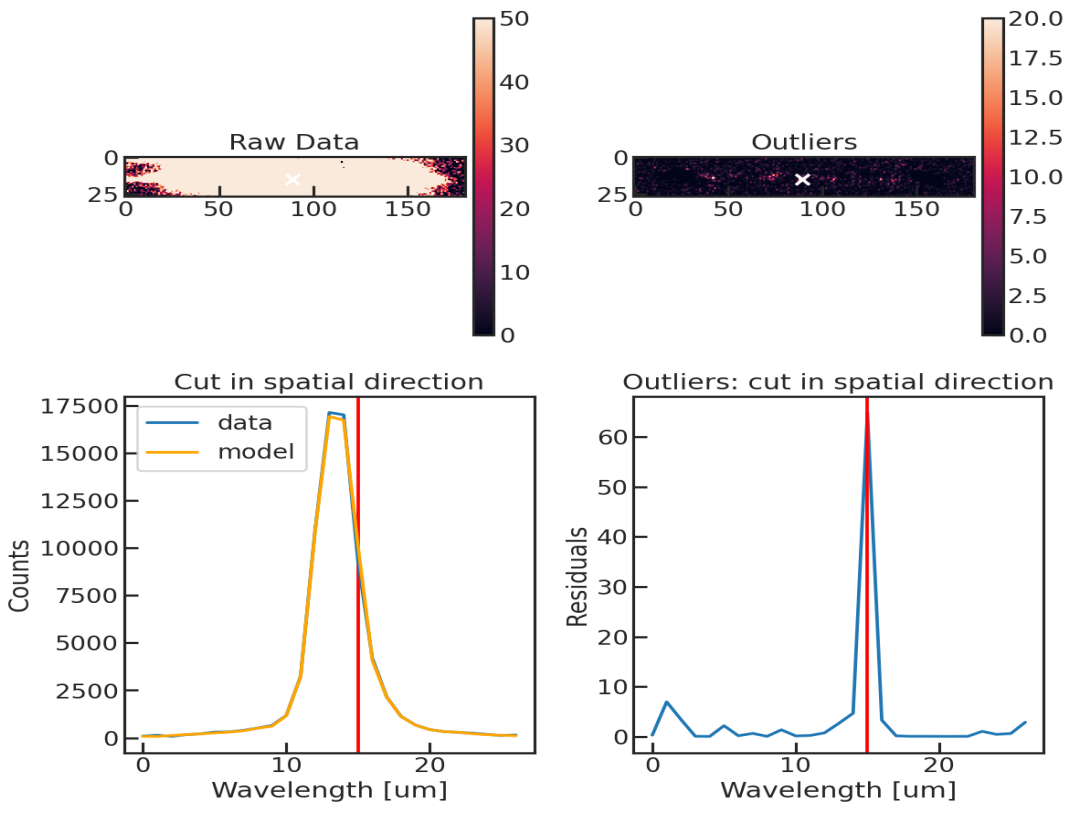 Raw Data
0
25
0 50 100 150
50
40
30
20
10
0
Outliers
0
25
0 50 100 150
20.0
17.5
15.0
12.5
10.0
7.5
5.0
2.5
0.0
Cut in spatial direction
data
model
17500
15000
12500
10000
7500
5000
2500
0
Counts
0 10 20
Wavelength [um]
Outliers: cut in spatial direction
60
50
40
30
20
10
0
Residuals
0 10 20
Wavelength [um]